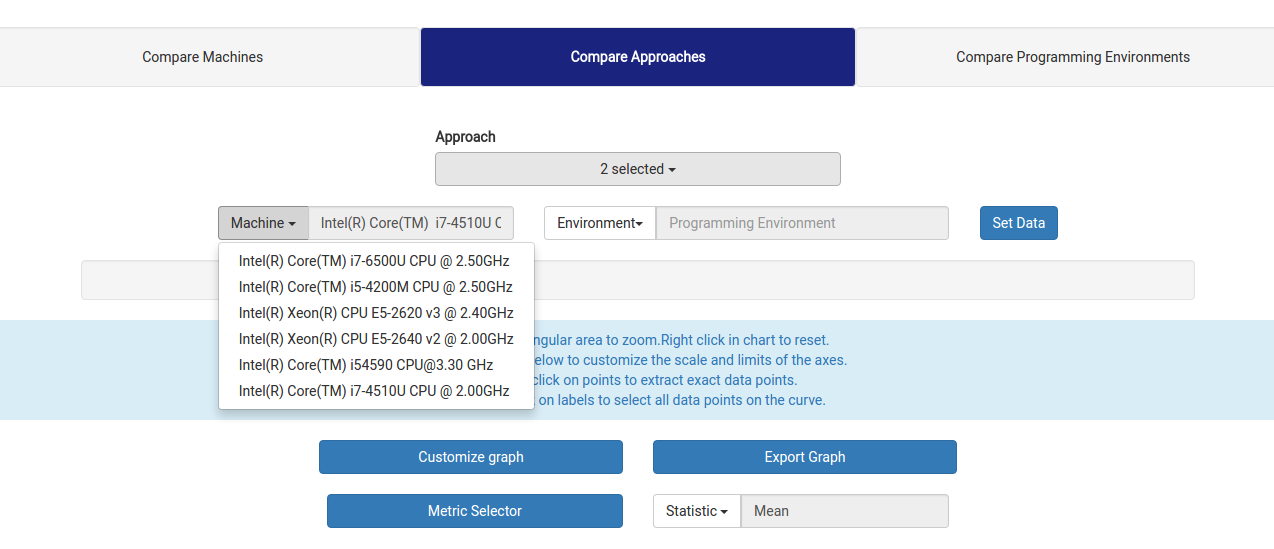 Compare Machines
Compare Approaches
Compare Programming Environments
Approach
2 selected
Machine
Intel(R) Core(TM) i7-4510U C
Environment
Programming Environment
Set Data
Intel(R) Core(TM) i7-6500U CPU @ 2.50GHz
Intel(R) Core(TM) i5-4200M CPU @ 2.50GHz
Intel(R) Xeon(R) CPU E5-2620 v3 @ 2.40GHz
Intel(R) Xeon(R) CPU E5-2640 v2 @ 2.00GHz
Intel(R) Core(TM) i54590 CPU@3.30 GHz
Intel(R) Core(TM) i7-4510U CPU @ 2.00GHz
ngular area to zoom.Right click in chart to reset.
elow to customize the scale and limits of the axes.
click on points to extract exact data points.
on labels to select all data points on the curve.
Customize graph
Export Graph
Metric Selector
Statistic
Mean